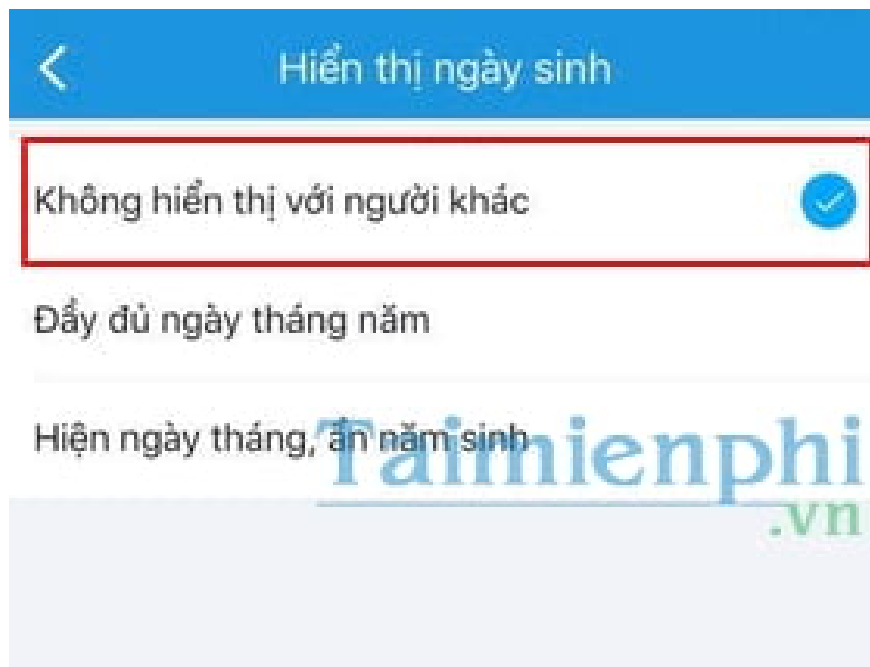 Hiển thị ngày sinh
Không hiển thị với người khác
Đầy đủ ngày tháng năm
Hiện ngày tháng, ẩn năm sinh
Taimienphi
.vn